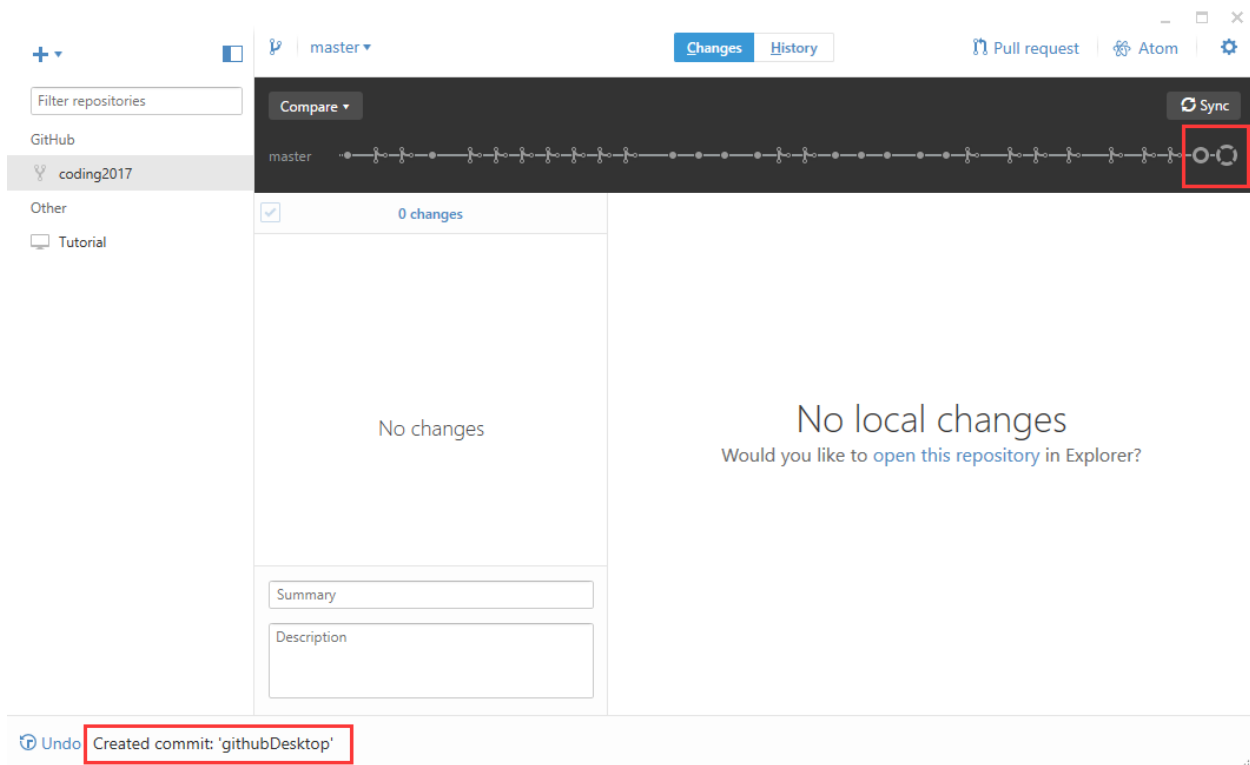 master
Changes
History
Pull request
Atom
Filter repositories
GitHub
coding2017
Other
Tutorial
Compare
Sync
master
0 changes
No changes
No local changes
Would you like to open this repository in Explorer?
Summary
Description
Undo
Created commit: 'githubDesktop'